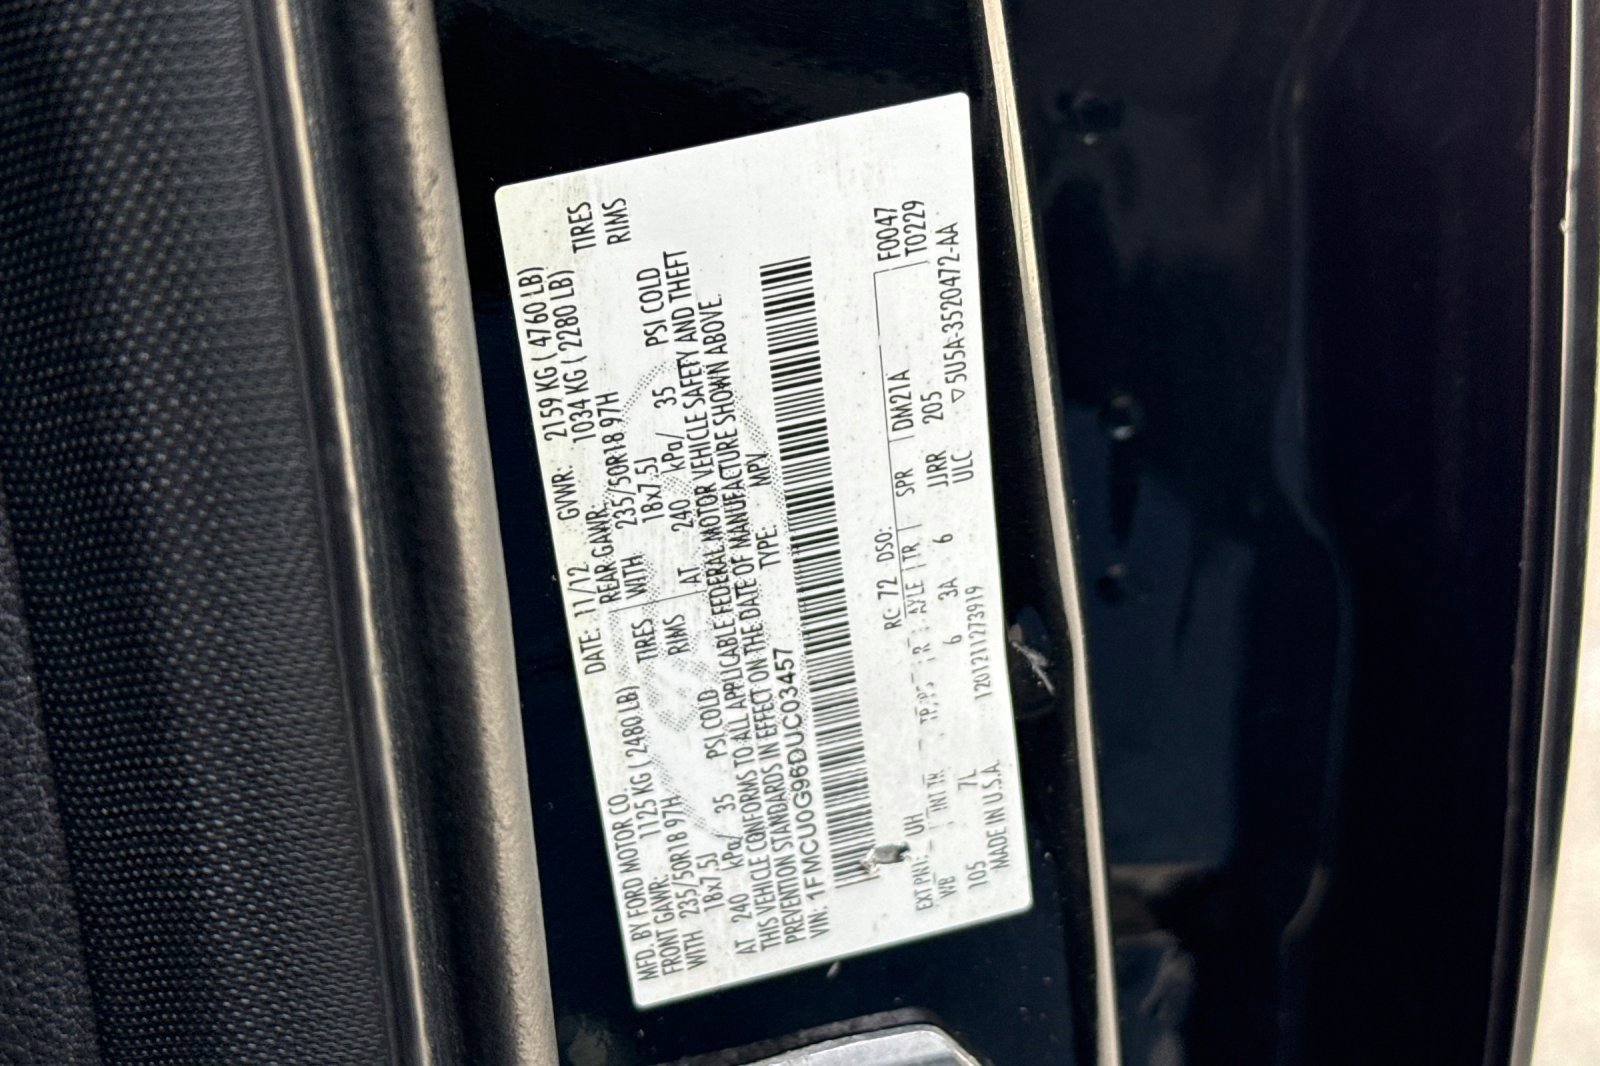 MFD. BY FORD MOTOR CO.
DATE: 11/12 GVWR: 2159 KG ( 4760 LB)
FRONT GAWR: 1125 KG ( 2480 LB) REAR GAWR: 1034 KG ( 2280 LB)
WITH 235/50R18 97H TIRES WITH 235/50R18 97H TIRES
18x7.5J RIMS 18x7.5J RIMS
AT 240 kPa/ 35 PSI COLD AT 240 kPa/ 35 PSI COLD
THIS VEHICLE CONFORMS TO ALL APPLICABLE FEDERAL MOTOR VEHICLE SAFETY AND THEFT
PREVENTION STANDARDS IN EFFECT ON THE DATE OF MANUFACTURE SHOWN ABOVE.
VIN: 1FMCU0G96DUC03457 TYPE: MPV
F0047
EXT PNT: UH RC: 72 DSO: T0229
WB INT TR AXLE TR SPR DM21A
105 7L 6 3A 6 JJRR 205
MADE IN U.S.A. 1201211273919 ULC ▽5U5A-3520472-AA